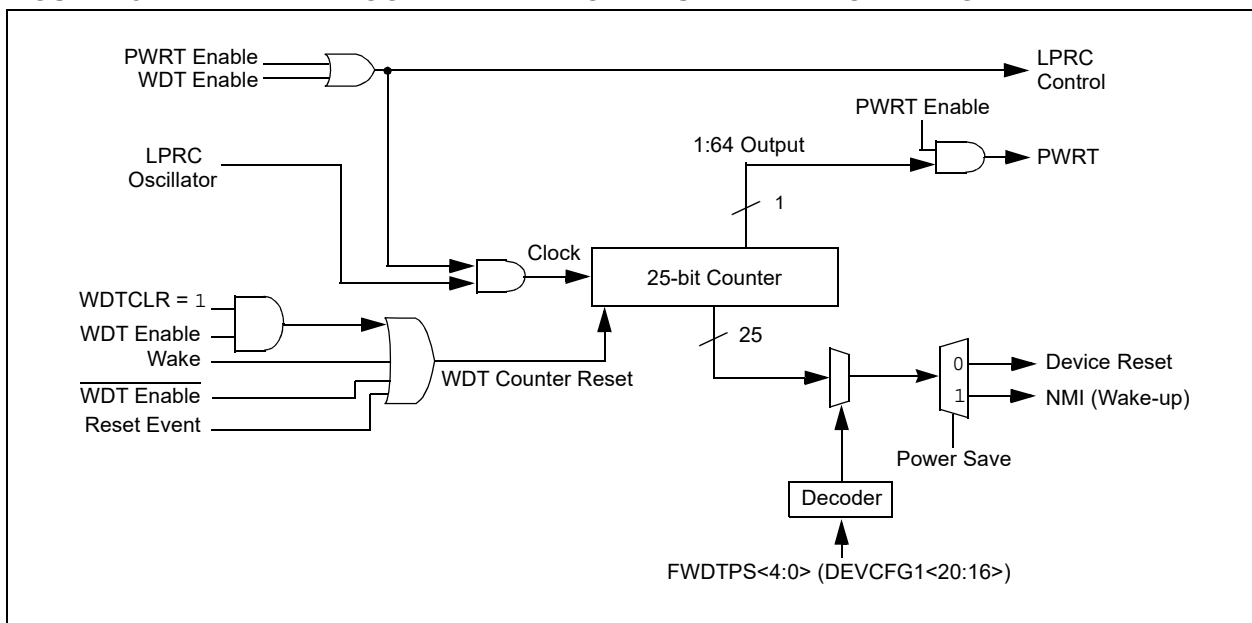 PWRT Enable
WDT Enable
LPRC
Control
PWRT Enable
1:64 Output
PWRT
LPRC
Oscillator
1
Clock
25-bit Counter
WDTCLR = 1
WDT Enable
Wake
WDT Enable
Reset Event
WDT Counter Reset
25
0
1
Device Reset
NMI (Wake-up)
Power Save
Decoder
FWDTPS<4:0> (DEVCFG1<20:16>)